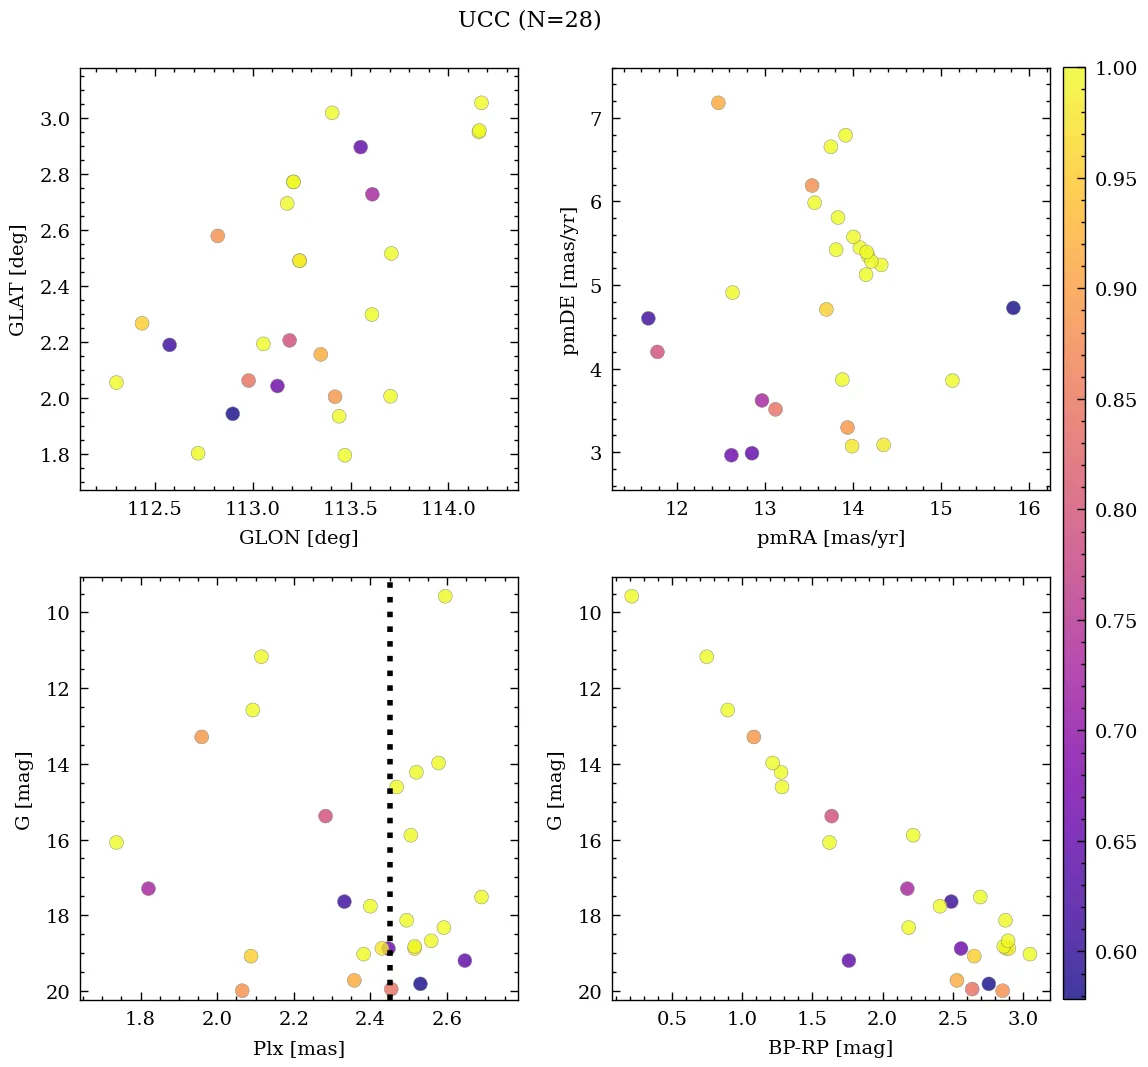 UCC (N=28)
3.0
2.8
2.6
2.4
2.2
2.0
1.8
GLAT [deg]
112.5 113.0 113.5 114.0
GLON [deg]
7
6
5
4
3
pmDE [mas/yr]
12 13 14 15 16
pmRA [mas/yr]
10
12
14
16
18
20
G [mag]
1.8 2.0 2.2 2.4 2.6
Plx [mas]
10
12
14
16
18
20
G [mag]
0.5 1.0 1.5 2.0 2.5 3.0
BP-RP [mag]
1.00
0.95
0.90
0.85
0.80
0.75
0.70
0.65
0.60